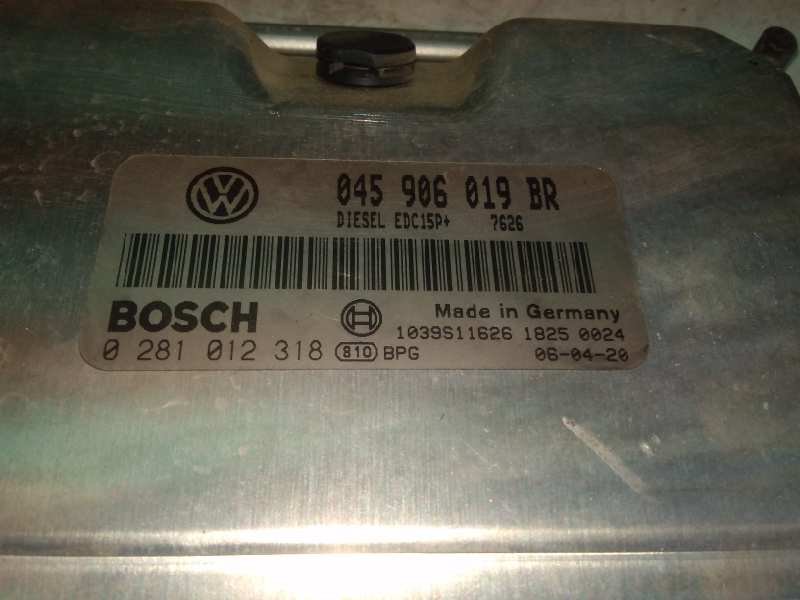 045 906 019 BR
DIESEL EDC15P+ 7626
BOSCH
Made in Germany
1039S11626 1825 0024
0 281 012 318 810 BPG 06-04-20